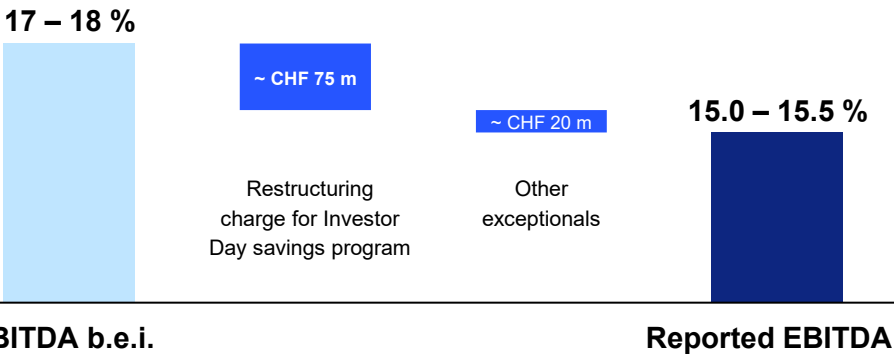 17 – 18 %
~ CHF 75 m
~ CHF 20 m
15.0 – 15.5 %
Restructuring
charge for Investor
Day savings program
Other
exceptionals
BITDA b.e.i.
Reported EBITDA